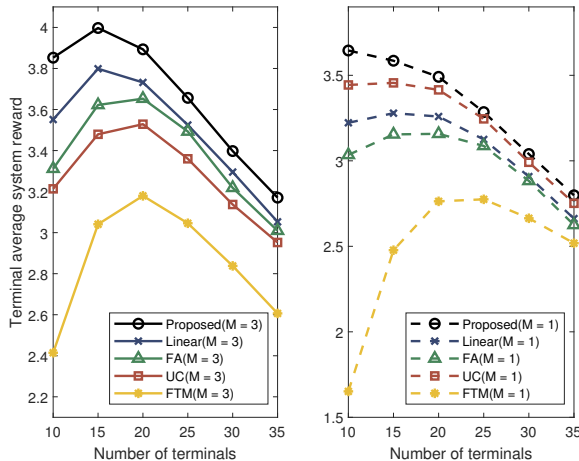 Terminal average system reward
4
3.8
3.6
3.4
3.2
3
2.8
2.6
2.4
2.2
10 15 20 25 30 35
Number of terminals
Proposed(M = 3)
Linear(M = 3)
FA(M = 3)
UC(M = 3)
FTM(M = 3)
3.5
3
2.5
2
1.5
10 15 20 25 30 35
Number of terminals
Proposed(M = 1)
Linear(M = 1)
FA(M = 1)
UC(M = 1)
FTM(M = 1)